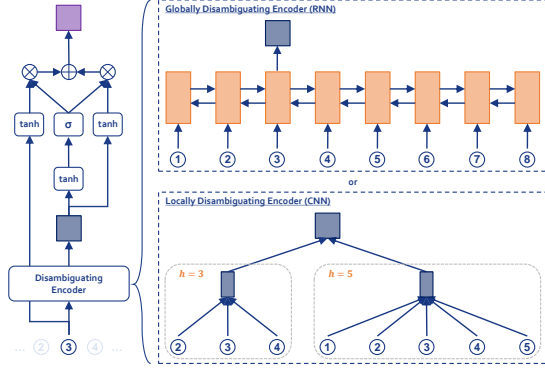 Globally Disambiguating Encoder (RNN)
tanh
σ
tanh
tanh
1 2 3 4 5 6 7 8
or
Locally Disambiguating Encoder (CNN)
h = 3
h = 5
Disambiguating
Encoder
2 3 4
1 2 3 4 5
... 2 3 4 ...